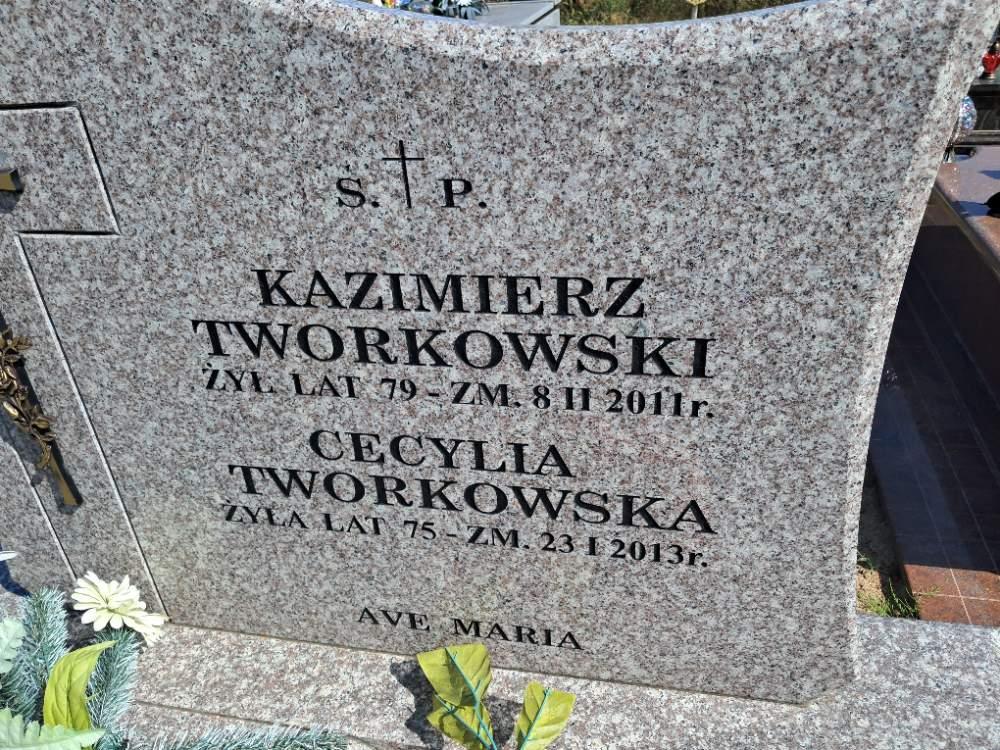 Ś. P.
KAZIMIERZ
TWORKOWSKI
ŻYŁ LAT 79 - ZM. 8 II 2011r.
CECYLIA
TWORKOWSKA
ŻYŁA LAT 75 - ZM. 23 I 2013r.
AVE MARIA